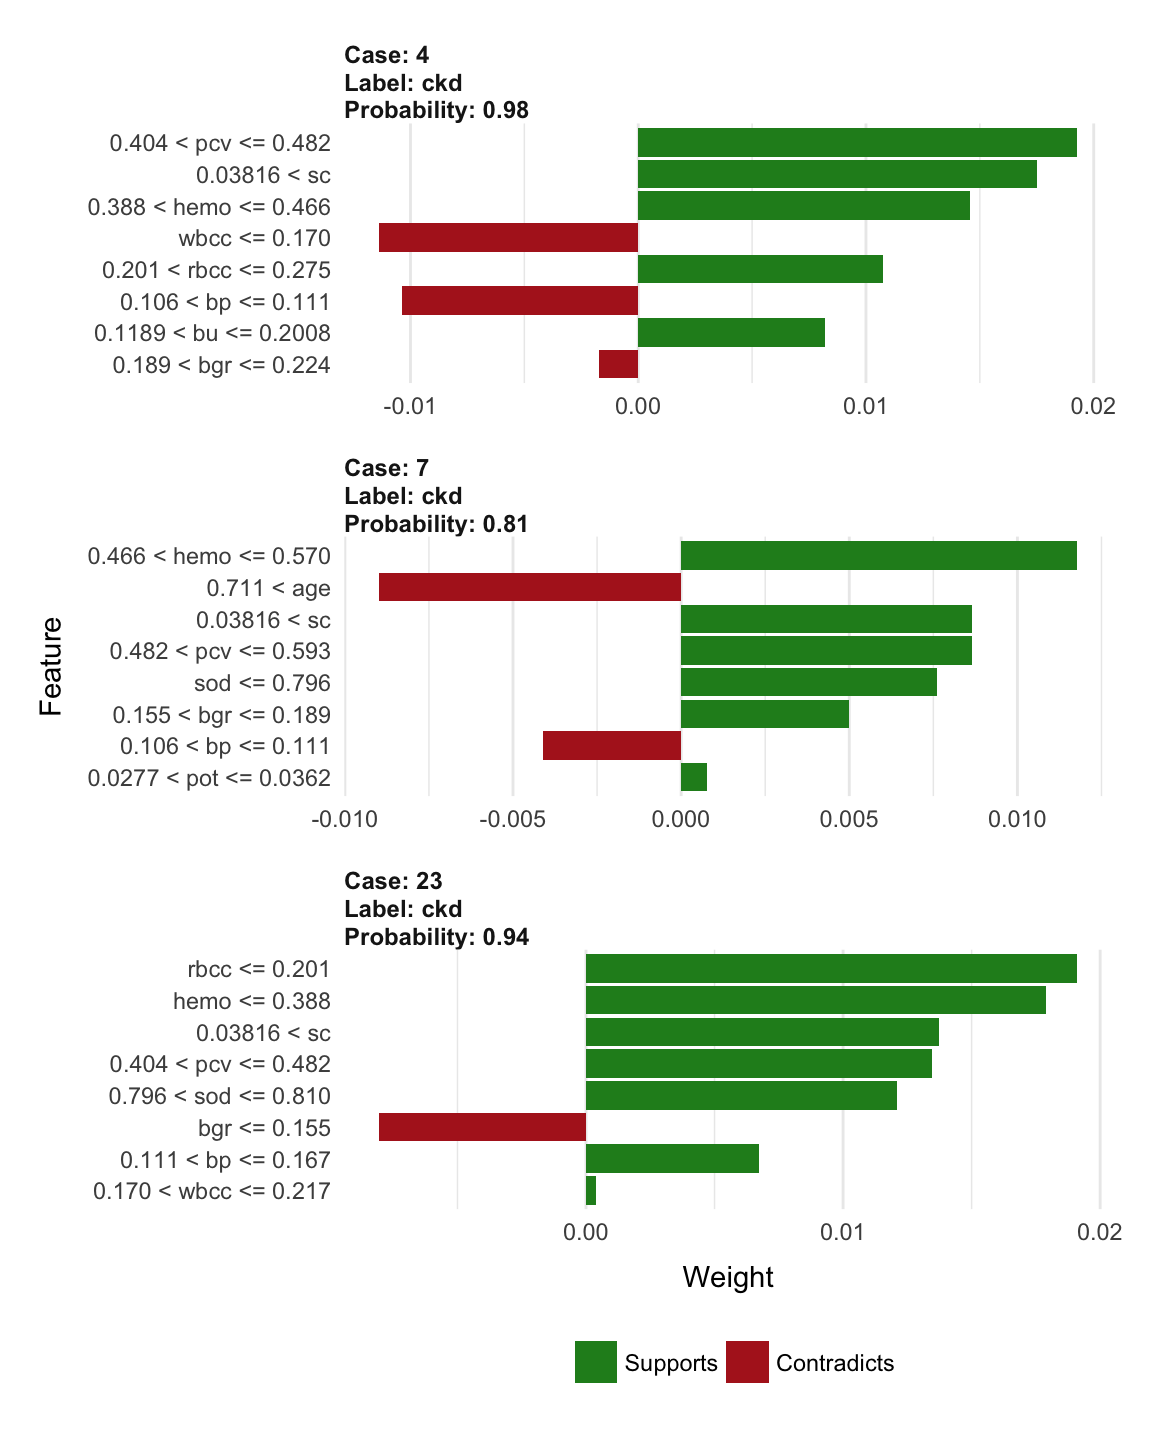 Case: 4
Label: ckd
Probability: 0.98
0.404 < pcv <= 0.482
0.03816 < sc
0.388 < hemo <= 0.466
wbcc <= 0.170
0.201 < rbcc <= 0.275
0.106 < bp <= 0.111
0.1189 < bu <= 0.2008
0.189 < bgr <= 0.224
-0.01 0.00 0.01 0.02
Case: 7
Label: ckd
Probability: 0.81
0.466 < hemo <= 0.570
0.711 < age
0.03816 < sc
0.482 < pcv <= 0.593
sod <= 0.796
0.155 < bgr <= 0.189
0.106 < bp <= 0.111
0.0277 < pot <= 0.0362
-0.010 -0.005 0.000 0.005 0.010
Feature
Case: 23
Label: ckd
Probability: 0.94
rbcc <= 0.201
hemo <= 0.388
0.03816 < sc
0.404 < pcv <= 0.482
0.796 < sod <= 0.810
bgr <= 0.155
0.111 < bp <= 0.167
0.170 < wbcc <= 0.217
0.00 0.01 0.02
Weight
Supports Contradicts